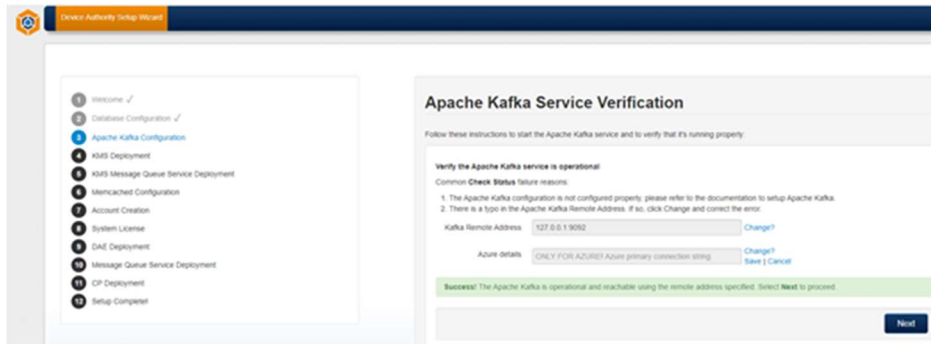 Device Authority Setup Wizard
1 Welcome ✓
2 Database Configuration ✓
3 Apache Kafka Configuration
4 KMS Deployment
5 KMS Message Queue Service Deployment
6 Memcached Configuration
7 Account Creation
8 System License
9 DAE Deployment
10 Message Queue Service Deployment
11 CP Deployment
12 Setup Complete!
Apache Kafka Service Verification
Follow these instructions to start the Apache Kafka service and to verify that it's running properly.
Verify the Apache Kafka service is operational
Common Check Status failure reasons:
1. The Apache Kafka configuration is not configured properly, please refer to the documentation to setup Apache Kafka.
2. There is a typo in the Apache Kafka Remote Address. If so, click Change and correct the error.
Kafka Remote Address 127.0.0.1:9092 Change?
Azure details ONLY FOR AZURE! Azure primary connection string Change?
Save | Cancel
Success! The Apache Kafka is operational and reachable using the remote address specified. Select Next to proceed.
Next